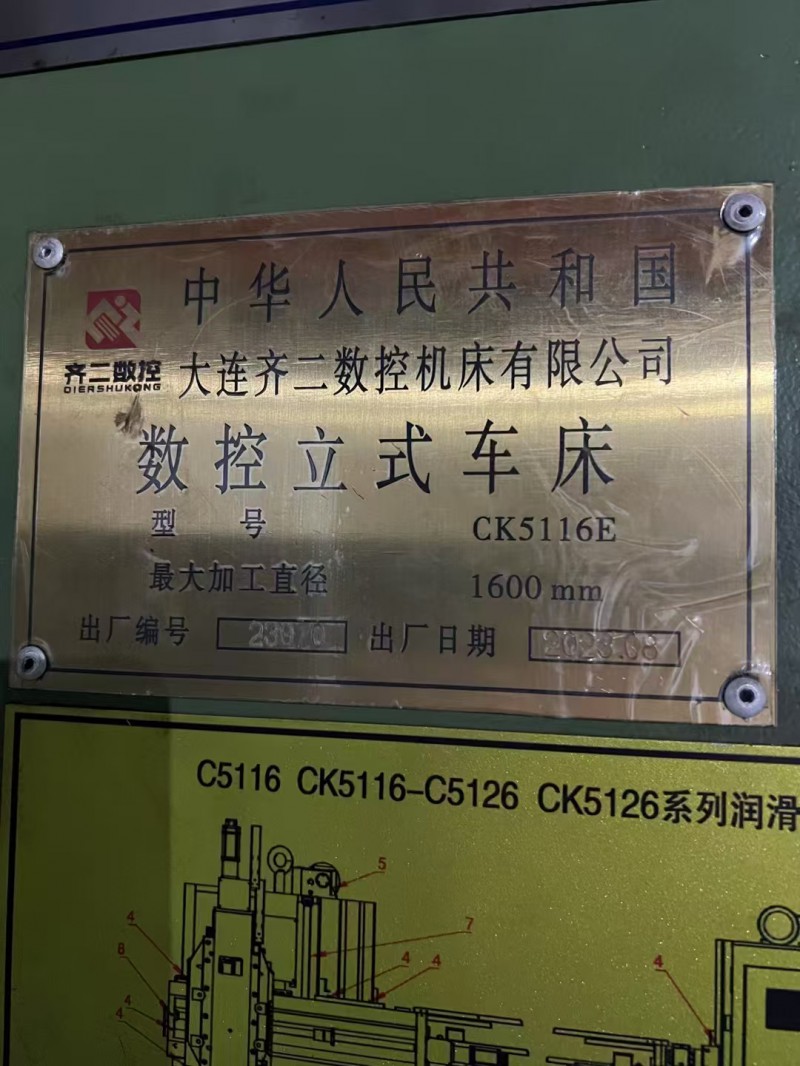 中华人民共和国
齐二数控
QIERSHUKONG
大连齐二数控机床有限公司
数控立式车床
型号 CK5116E
最大加工直径 1600 mm
出厂编号 出厂日期 2023.08
C5116 CK5116-C5126 CK5126系列润滑
5
4
7
8
4
4
4
4
4